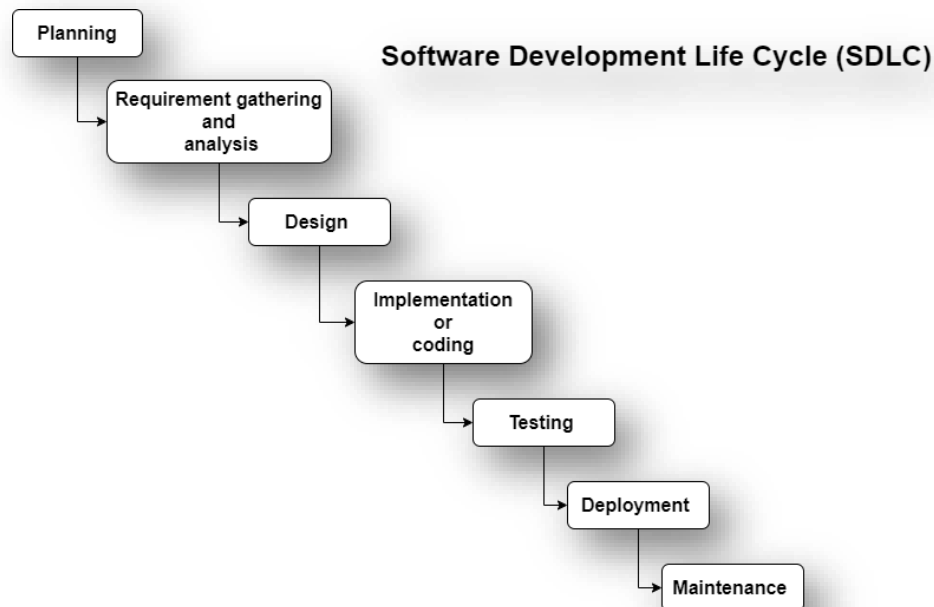 Planning
Software Development Life Cycle (SDLC)
Requirement gathering
and
analysis
Design
Implementation
or
coding
Testing
Deployment
Maintenance